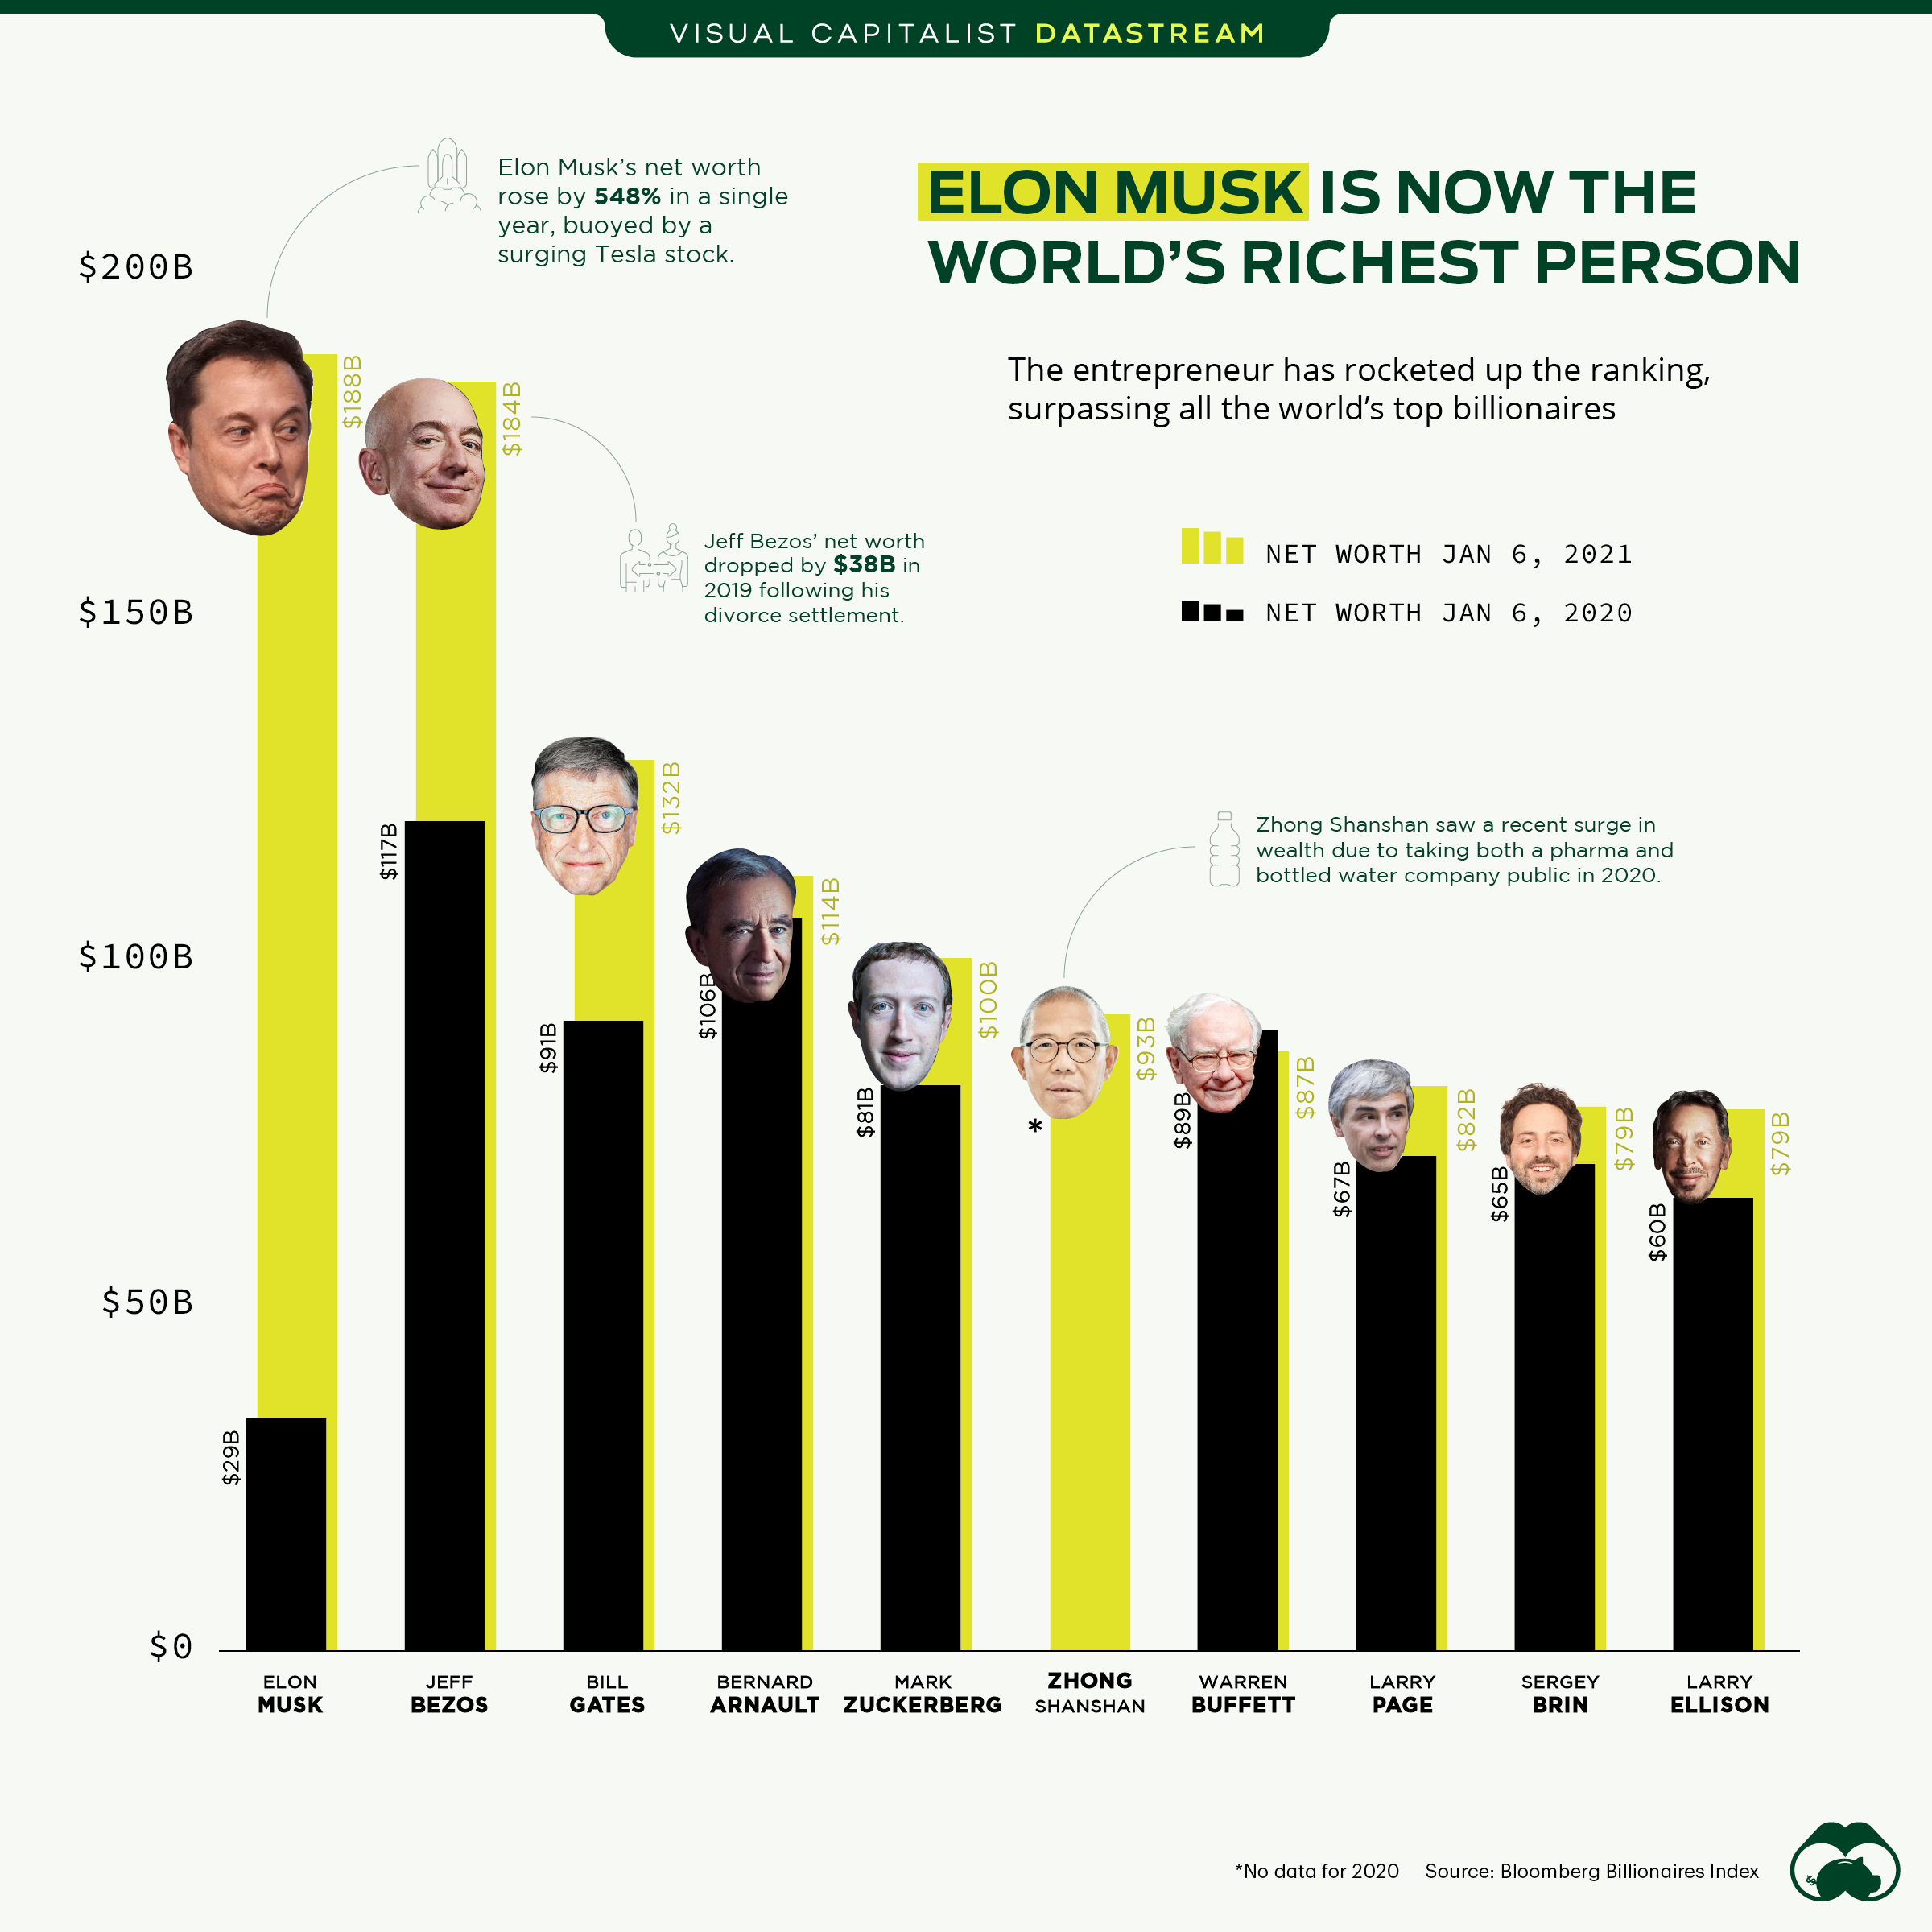 VISUAL CAPITALIST DATASTREAM
ELON MUSK IS NOW THE
WORLD'S RICHEST PERSON
The entrepreneur has rocketed up the ranking,
surpassing all the world's top billionaires
NET WORTH JAN 6, 2021
NET WORTH JAN 6, 2020
Elon Musk's net worth
rose by 548% in a single
year, buoyed by a
surging Tesla stock.
Jeff Bezos' net worth
dropped by $38B in
2019 following his
divorce settlement.
Zhong Shanshan saw a recent surge in
wealth due to taking both a pharma and
bottled water company public in 2020.
$200B
$150B
$100B
$50B
$0
$29B
$188B
$117B
$184B
$91B
$132B
$106B
$114B
$81B
$100B
*
$93B
$89B
$87B
$67B
$82B
$65B
$79B
$60B
$79B
ELON
MUSK
JEFF
BEZOS
BILL
GATES
BERNARD
ARNAULT
MARK
ZUCKERBERG
ZHONG
SHANSHAN
WARREN
BUFFETT
LARRY
PAGE
SERGEY
BRIN
LARRY
ELLISON
*No data for 2020 Source: Bloomberg Billionaires Index
$